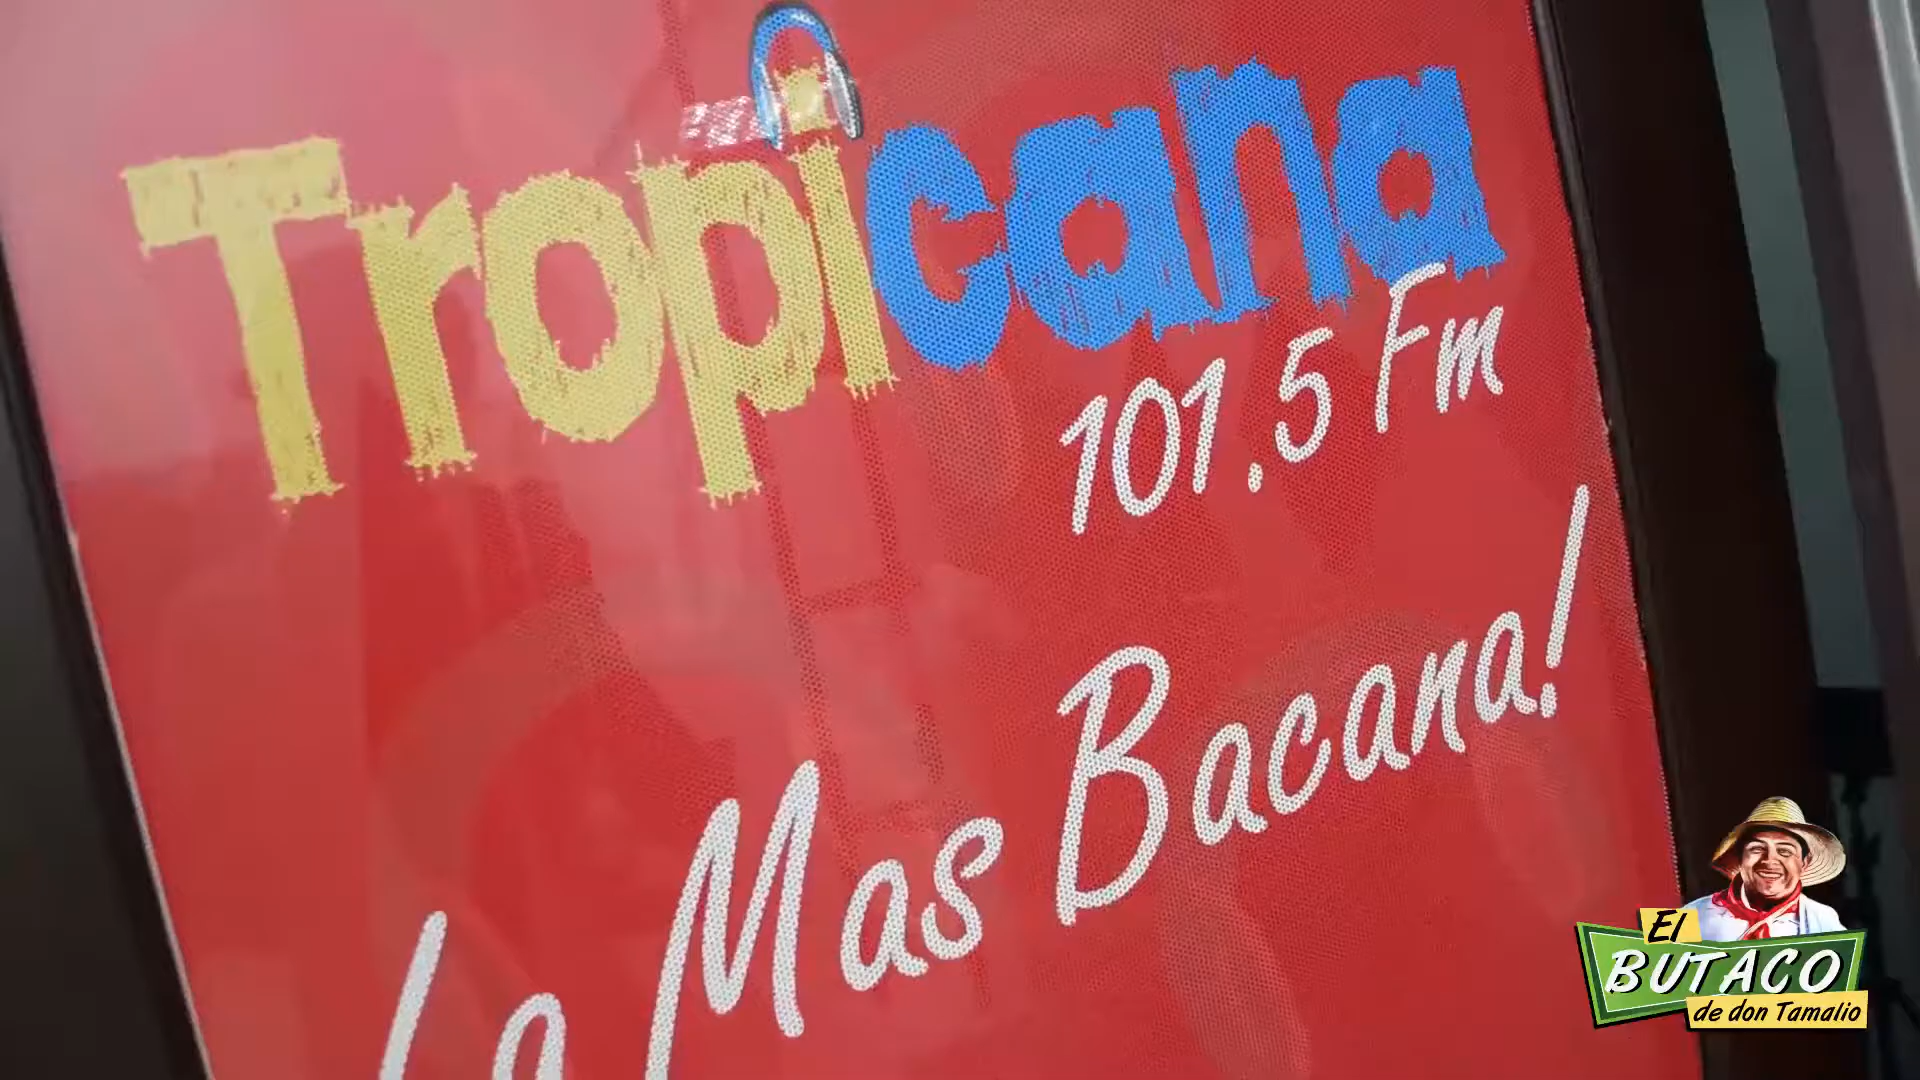 Tropicana
101.5 Fm
La Mas Bacana!
El
BUTACO
de don Tamalio